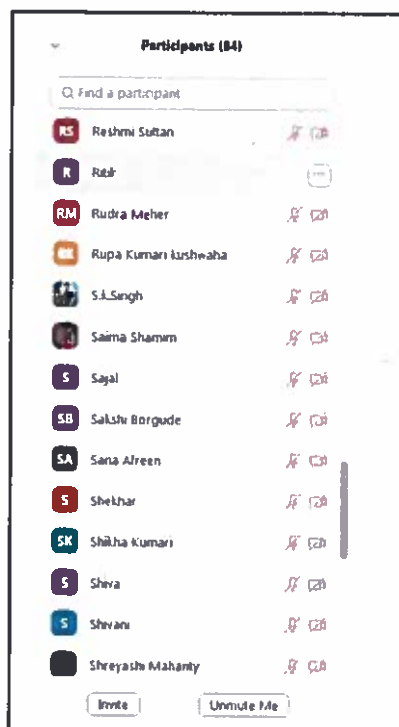 Participants (84)
Find a participant
RS Reshmi Sultan
R
RM Rudra Meher
Rupa Kumari kushwaha
S.k.Singh
Saima Shamim
S Sajal
SB Sakshi Borgude
SA Sana Afreen
S Shekhar
SK Shikha Kumari
S Shiva
S Shivani
Shreyashi Mahanty
Invite Unmute Me